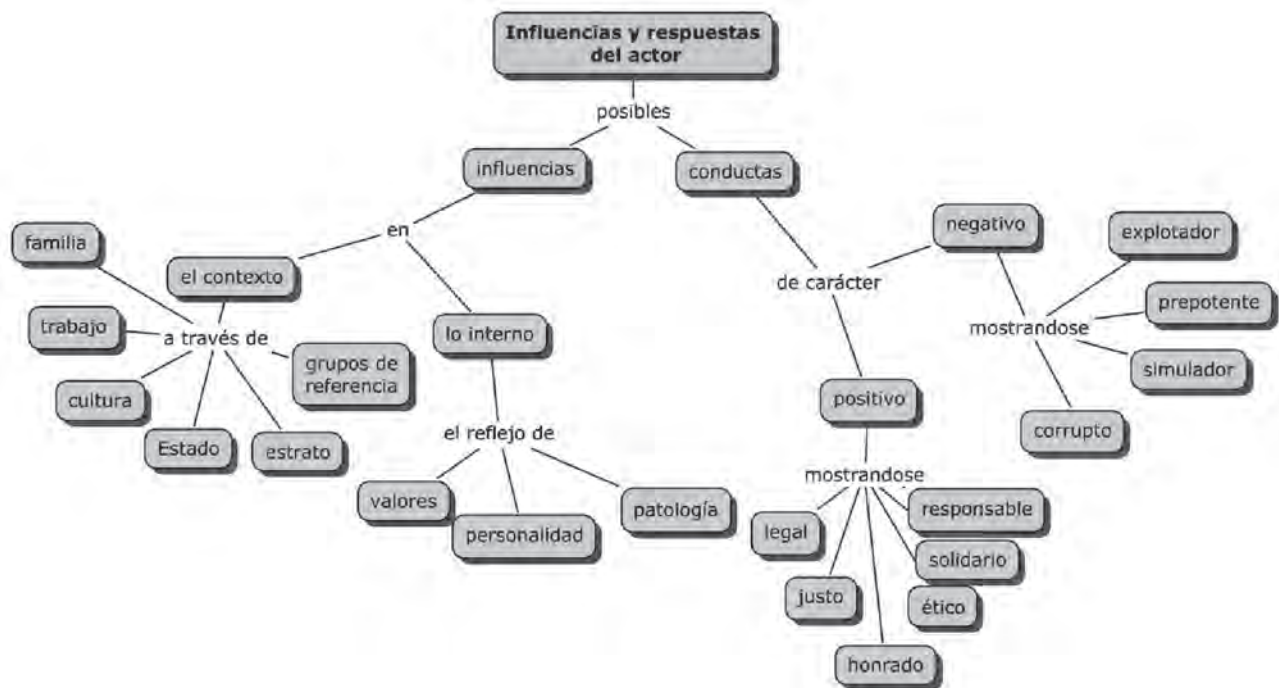 Influencias y respuestas
del actor
posibles
influencias
conductas
en
familia
el contexto
trabajo
a través de
grupos de
referencia
cultura
Estado
estrato
lo interno
el reflejo de
valores
personalidad
patología
de carácter
negativo
mostrandose
explotador
prepotente
simulador
corrupto
positivo
mostrandose
legal
justo
honrado
ético
solidario
responsable